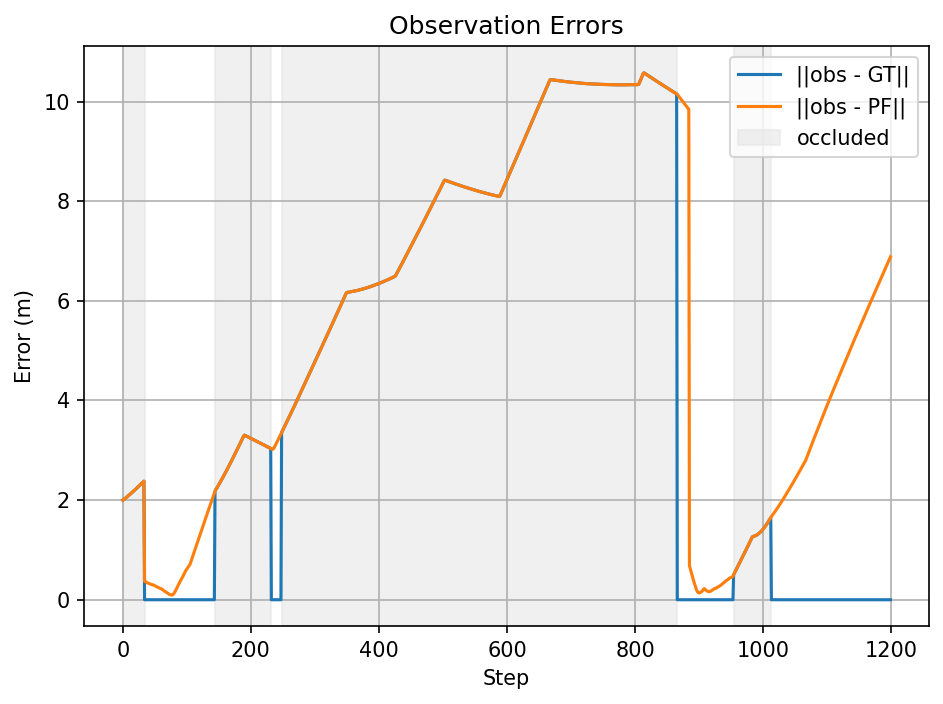 Observation Errors
||obs - GT||
||obs - PF||
occluded
Error (m)
10
8
6
4
2
0
0 200 400 600 800 1000 1200
Step